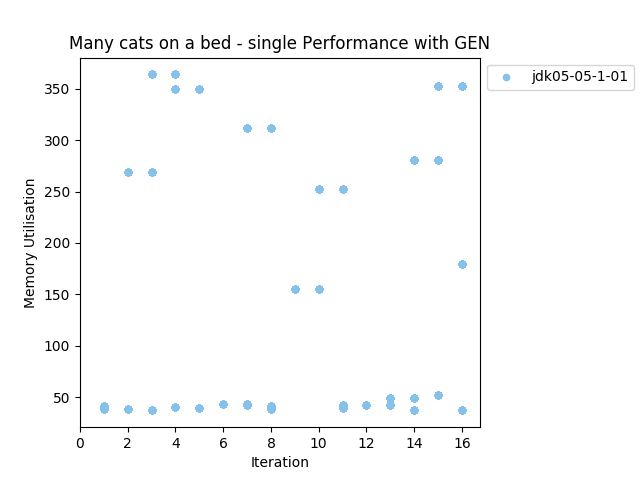 Many cats on a bed - single Performance with GEN
jdk05-05-1-01
350
300
250
200
150
100
50
Memory Utilisation
0 2 4 6 8 10 12 14 16
Iteration